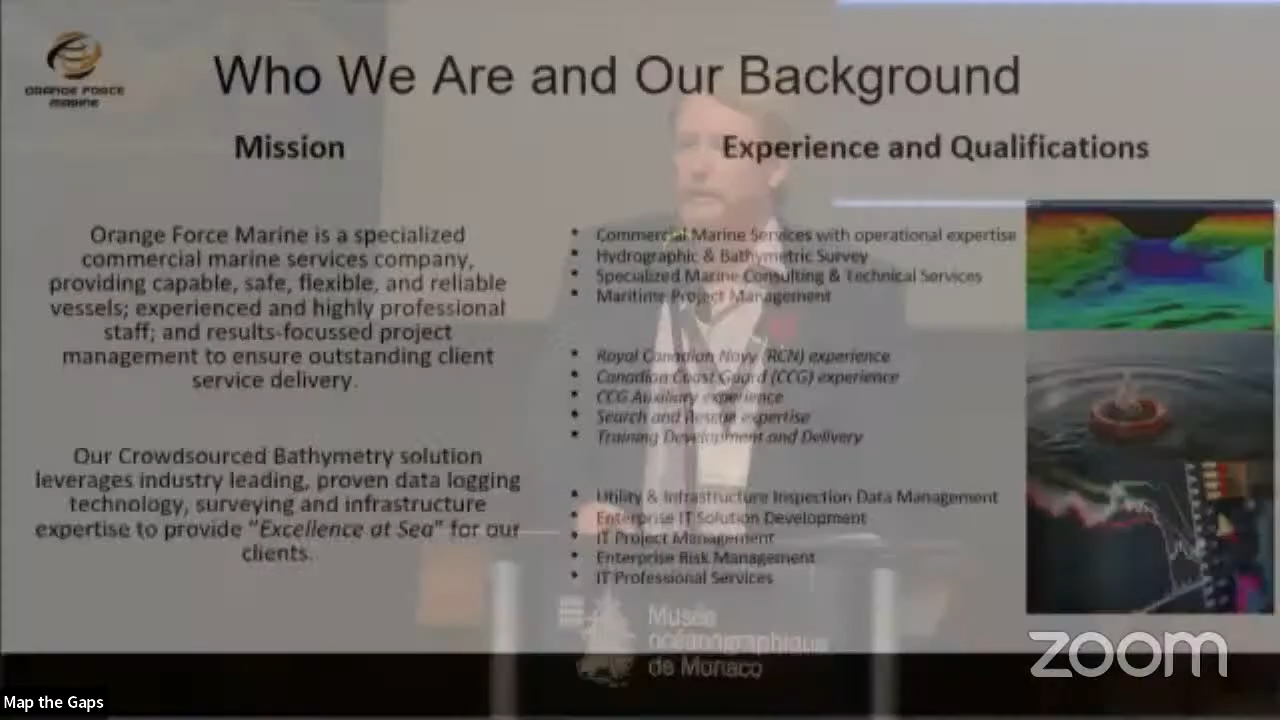 ORANGE FORCE
MARINE
Who We Are and Our Background
Mission
Orange Force Marine is a specialized
commercial marine services company,
providing capable, safe, flexible, and reliable
vessels; experienced and highly professional
staff; and results-focussed project
management to ensure outstanding client
service delivery.
Our Crowdsourced Bathymetry solution
leverages industry leading, proven data logging
technology, surveying and infrastructure
expertise to provide “Excellence at Sea” for our
clients.
Experience and Qualifications
• Commercial Marine Services with operational expertise
• Hydrographic & Bathymetric Survey
• Specialized Marine Consulting & Technical Services
• Maritime Project Management
• Royal Canadian Navy (RCN) experience
• Canadian Coast Guard (CCG) experience
• CCG Auxiliary experience
• Search and Rescue expertise
• Training Development and Delivery
• Utility & Infrastructure Inspection Data Management
• Enterprise IT Solution Development
• IT Project Management
• Enterprise Risk Management
• IT Professional Services
Musée
océanographique
de Monaco
zoom
Map the Gaps